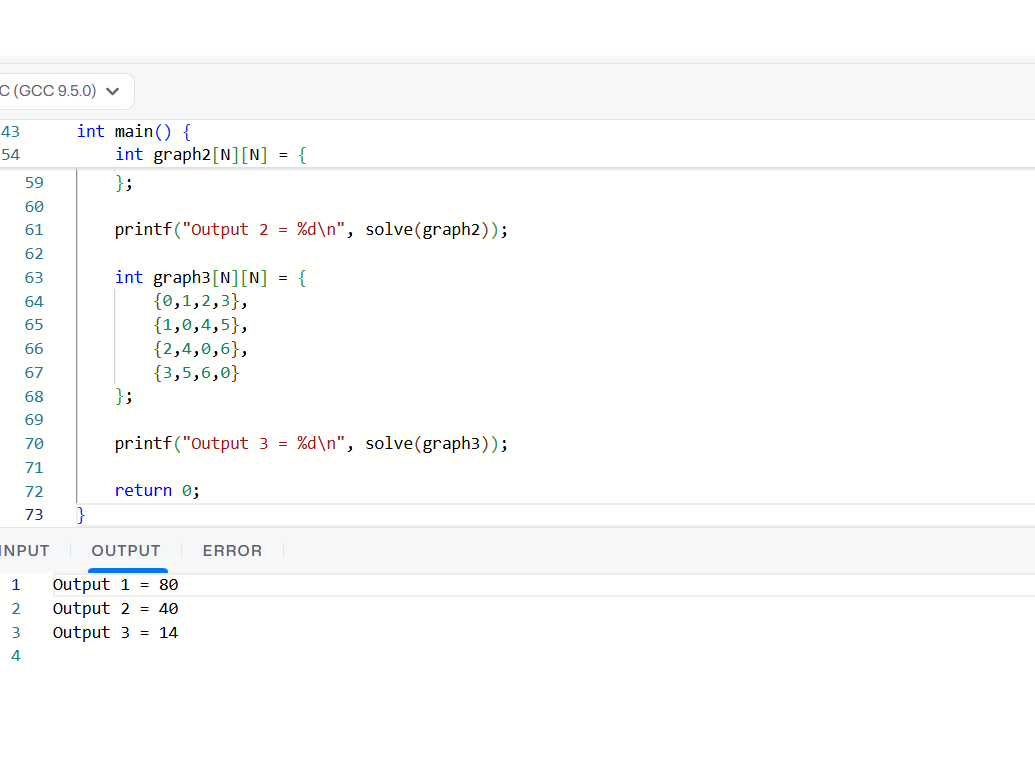 C (GCC 9.5.0)
43 int main() {
54 int graph2[N][N] = {
59 };
60
61 printf("Output 2 = %d\n", solve(graph2));
62
63 int graph3[N][N] = {
64 {0,1,2,3},
65 {1,0,4,5},
66 {2,4,0,6},
67 {3,5,6,0}
68 };
69
70 printf("Output 3 = %d\n", solve(graph3));
71
72 return 0;
73 }
INPUT OUTPUT ERROR
1 Output 1 = 80
2 Output 2 = 40
3 Output 3 = 14
4